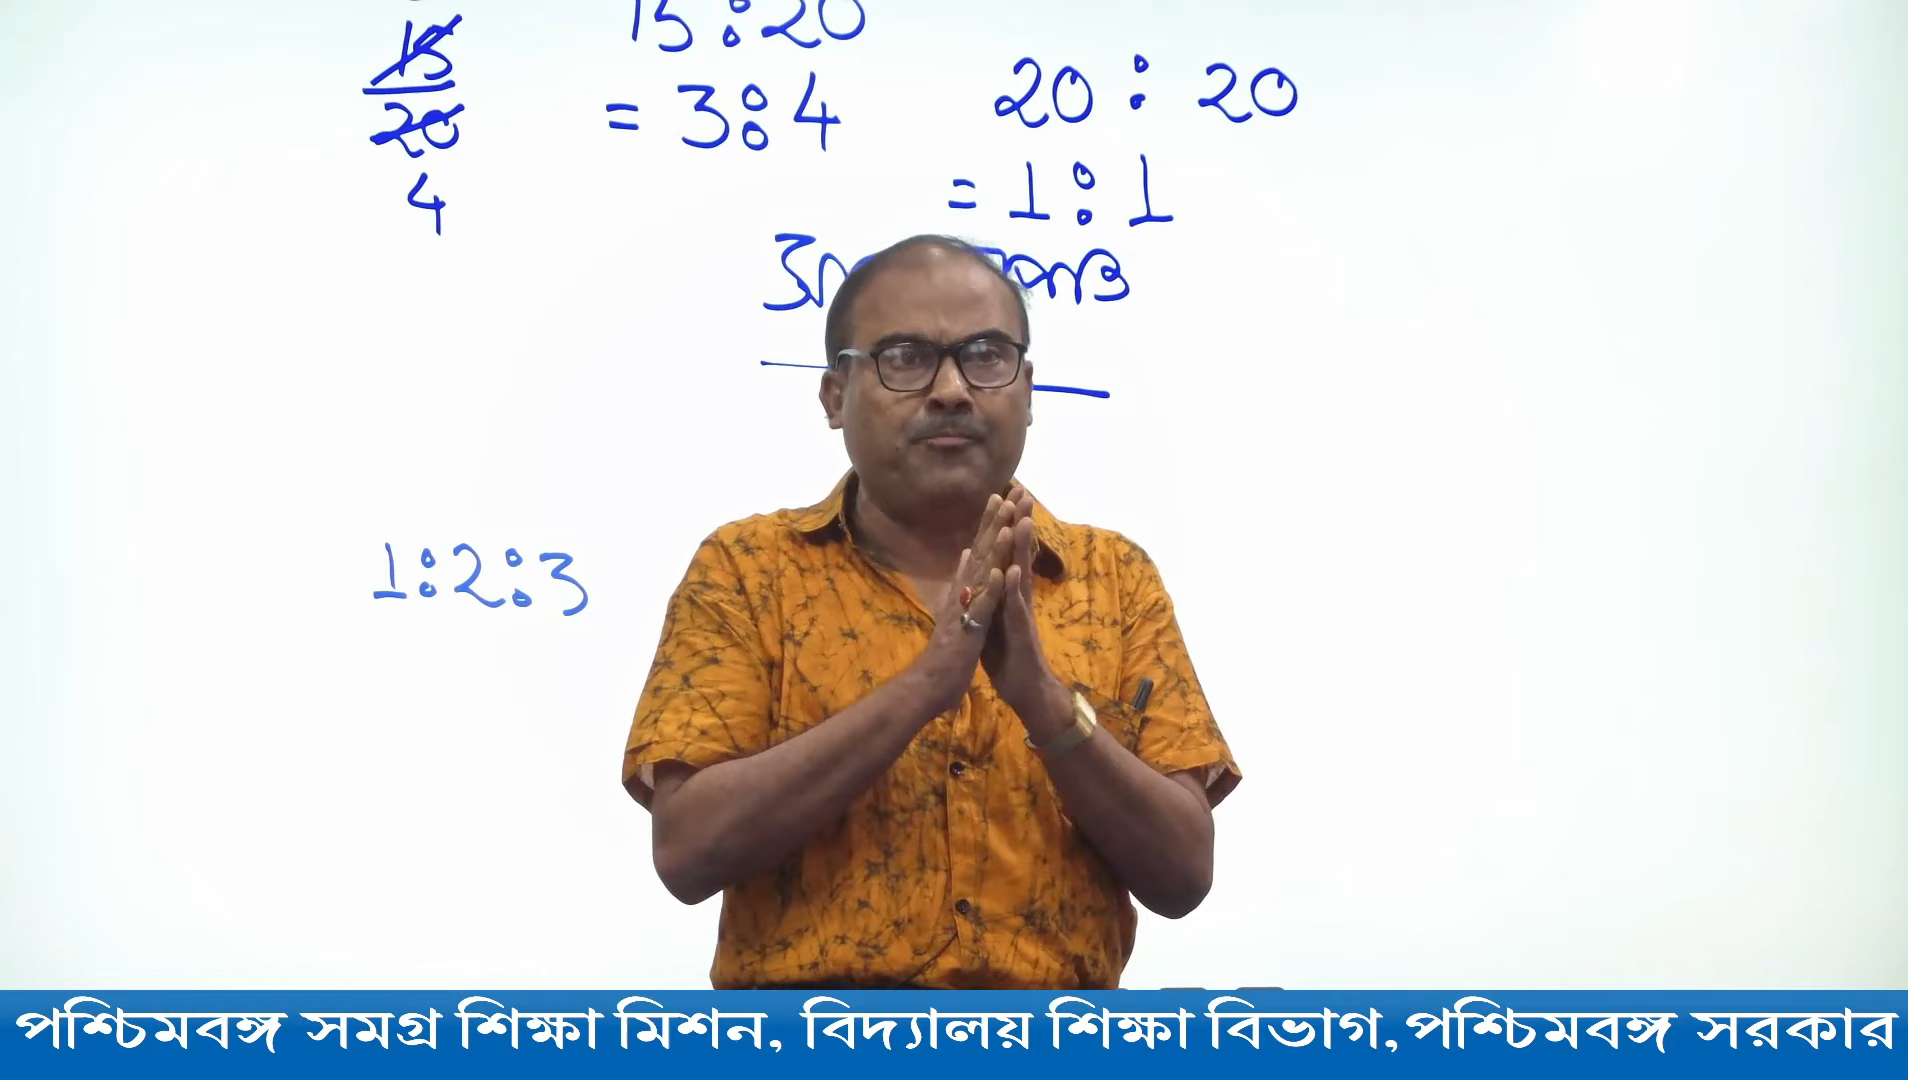 15 : 20
15
20
4
= 3 : 4
20 : 20
= 1 : 1
1 : 2 : 3
পশ্চিমবঙ্গ সমগ্র শিক্ষা মিশন, বিদ্যালয় শিক্ষা বিভাগ,পশ্চিমবঙ্গ সরকার